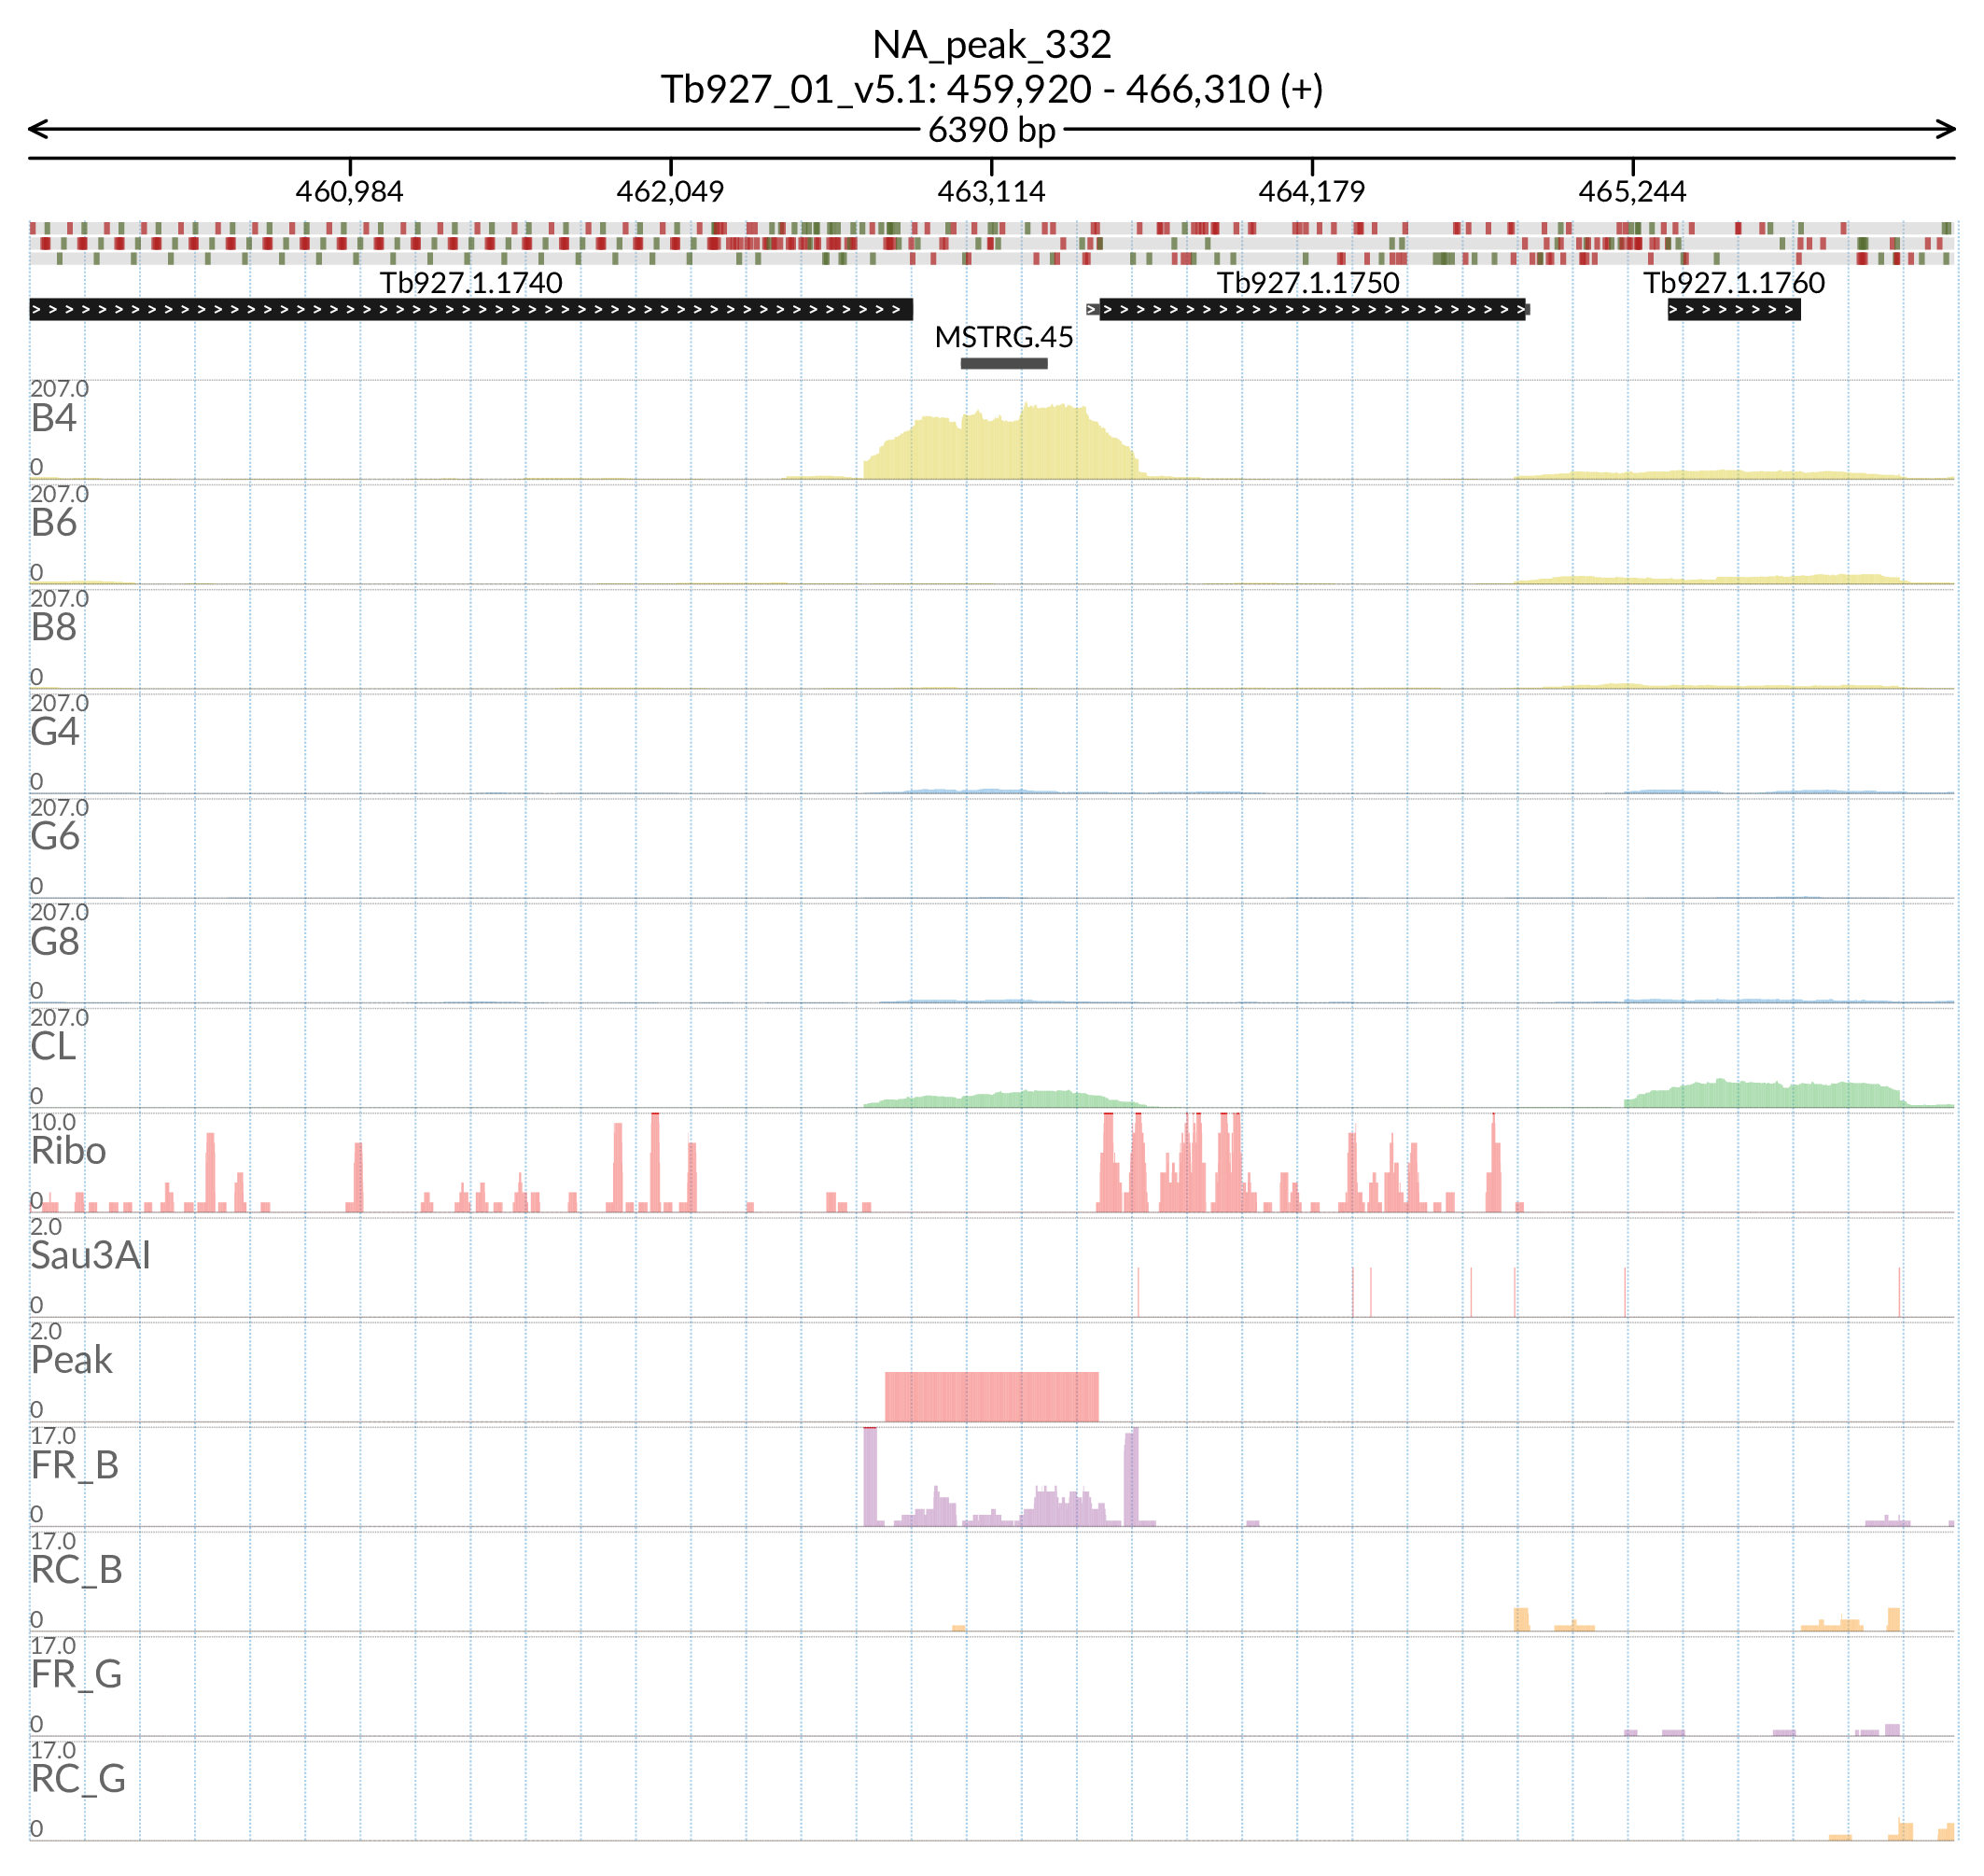 NA_peak_332
Tb927_01_v5.1: 459,920 - 466,310 (+)
6390 bp
460,984 462,049 463,114 464,179 465,244
Tb927.1.1740 Tb927.1.1750 Tb927.1.1760
MSTRG.45
207.0
B4
0
207.0
B6
0
207.0
B8
0
207.0
G4
0
207.0
G6
0
207.0
G8
0
207.0
CL
0
10.0
Ribo
0
2.0
Sau3AI
0
2.0
Peak
0
17.0
FR_B
0
17.0
RC_B
0
17.0
FR_G
0
17.0
RC_G
0